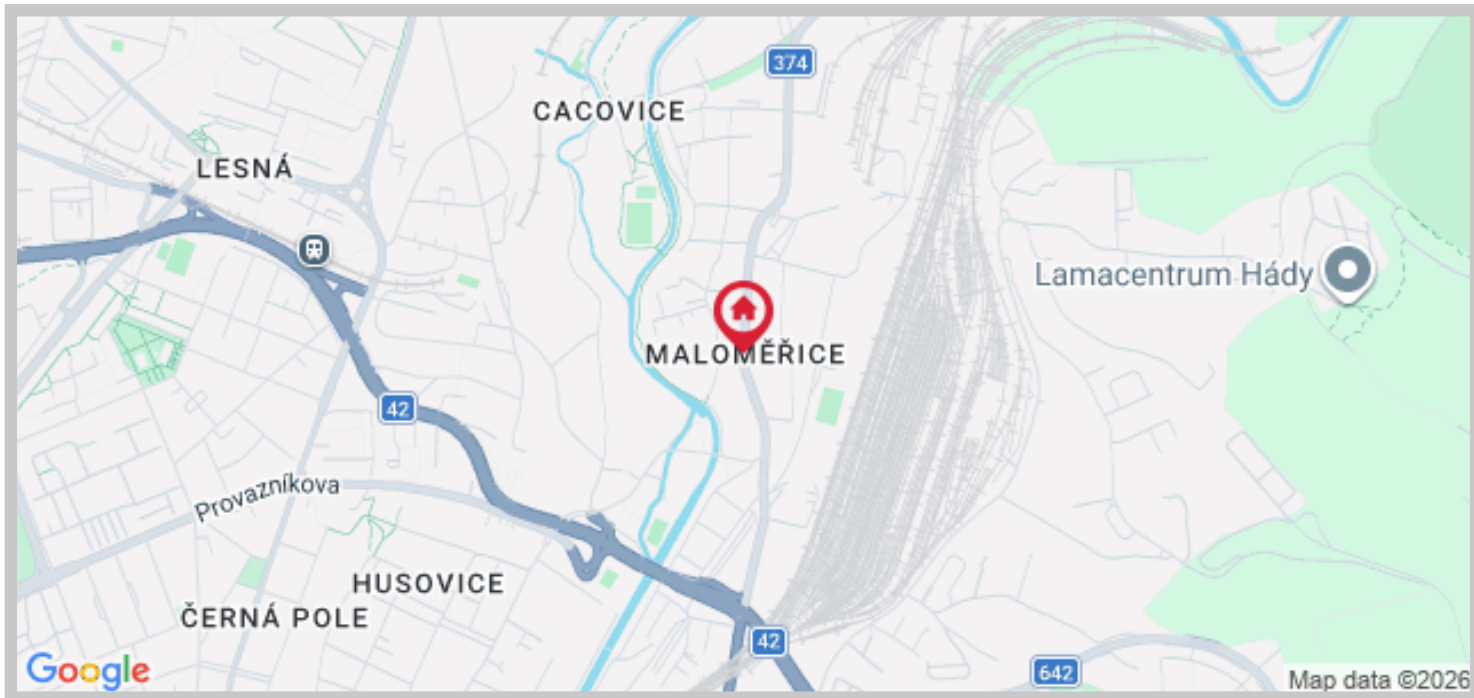 374
CACOVICE
LESNÁ
Lamacentrum Hády
MALOMĚŘICE
42
Provazníkova
HUSOVICE
ČERNÁ POLE
42
642
Google
Map data ©2026